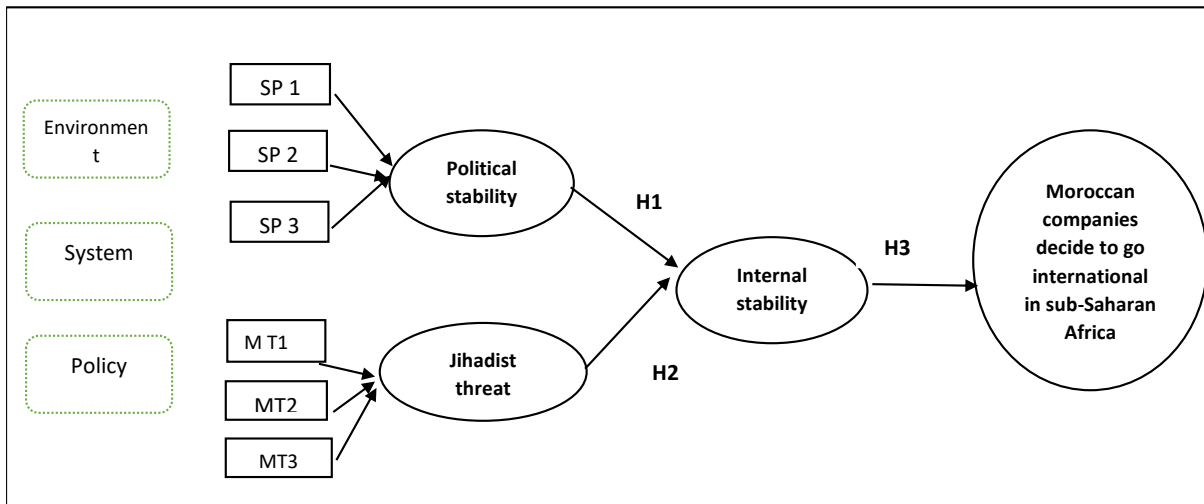 Environmen
t
System
Policy
SP 1
SP 2
SP 3
M T1
MT2
MT3
Political
stability
Jihadist
threat
H1
H2
Internal
stability
H3
Moroccan
companies
decide to go
international
in sub-Saharan
Africa